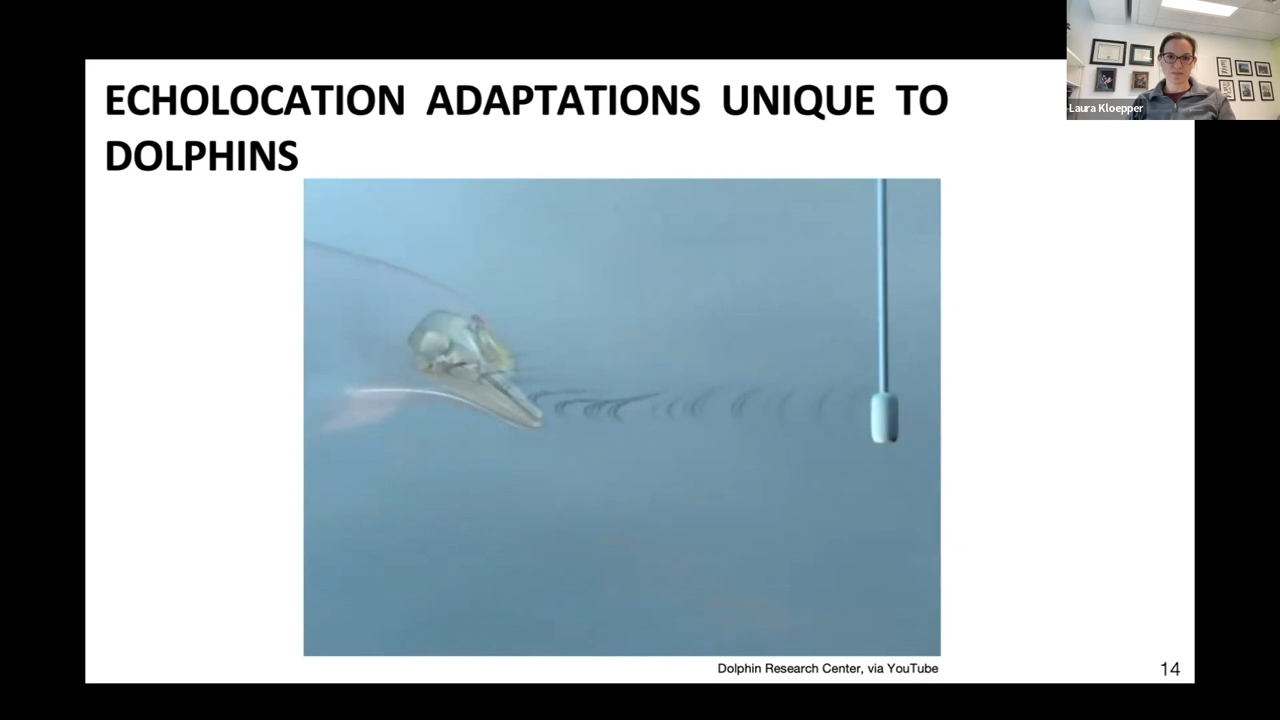 ECHOLOCATION ADAPTATIONS UNIQUE TO
DOLPHINS
Laura Kloepper
Dolphin Research Center, via YouTube
14